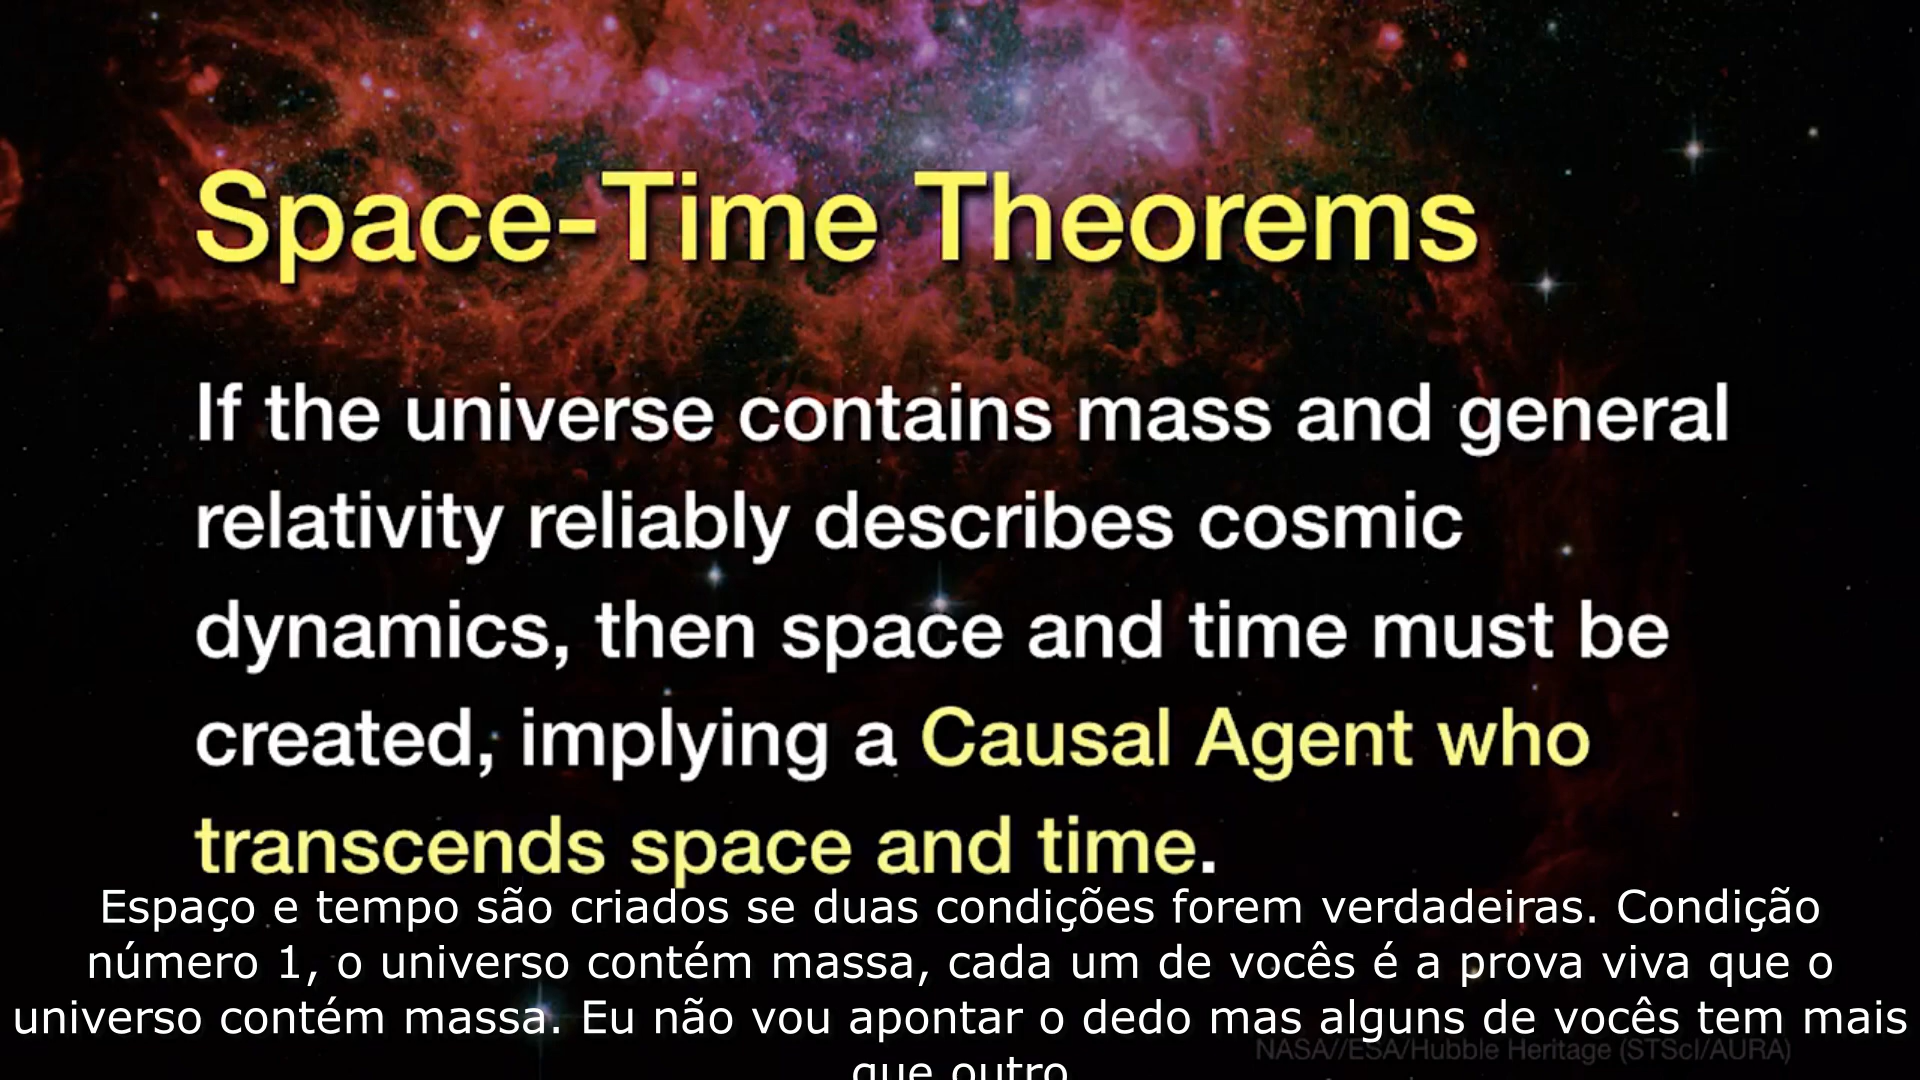 Space-Time Theorems
If the universe contains mass and general
relativity reliably describes cosmic
dynamics, then space and time must be
created, implying a Causal Agent who
transcends space and time.
Espaço e tempo são criados se duas condições forem verdadeiras. Condição
número 1, o universo contém massa, cada um de vocês é a prova viva que o
universo contém massa. Eu não vou apontar o dedo mas alguns de vocês tem mais
que outro
NASA//ESA/Hubble Heritage (STScI/AURA)